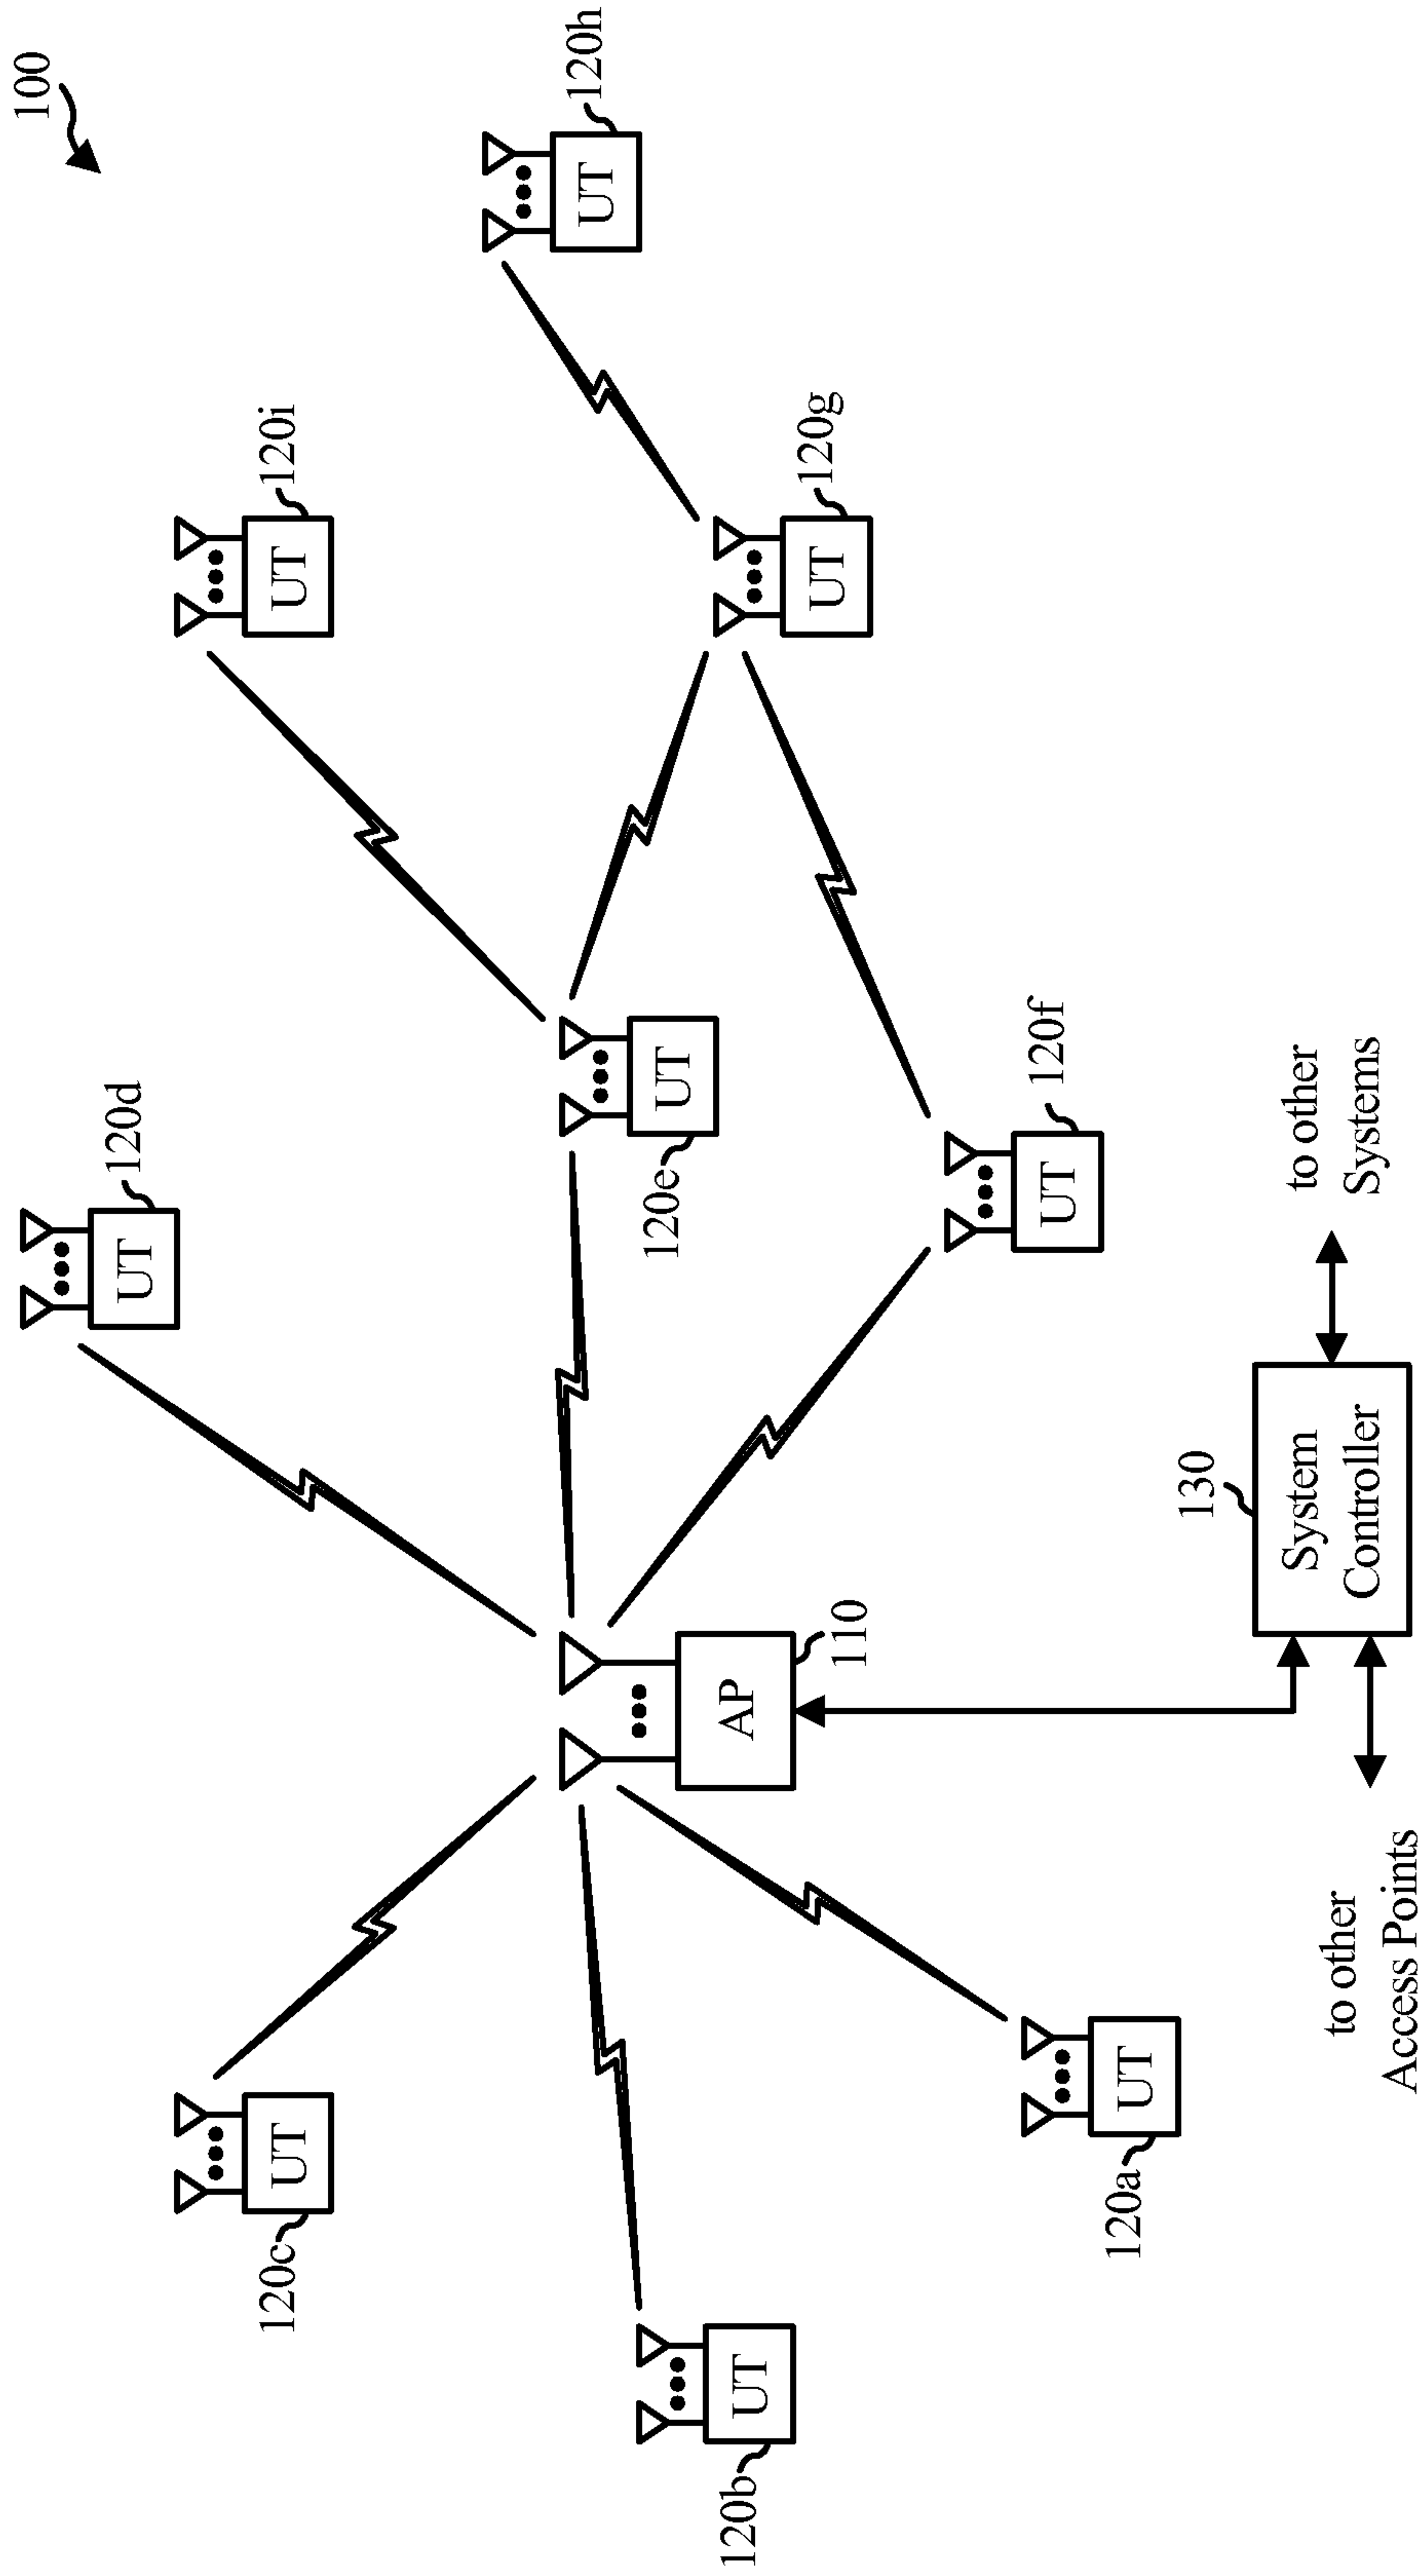 100
UT
120d
UT
120c
UT
120i
UT
120h
UT
120b
AP
110
UT
120e
UT
120g
UT
120a
UT
120f
130
System
Controller
to other
Access Points
to other
Systems